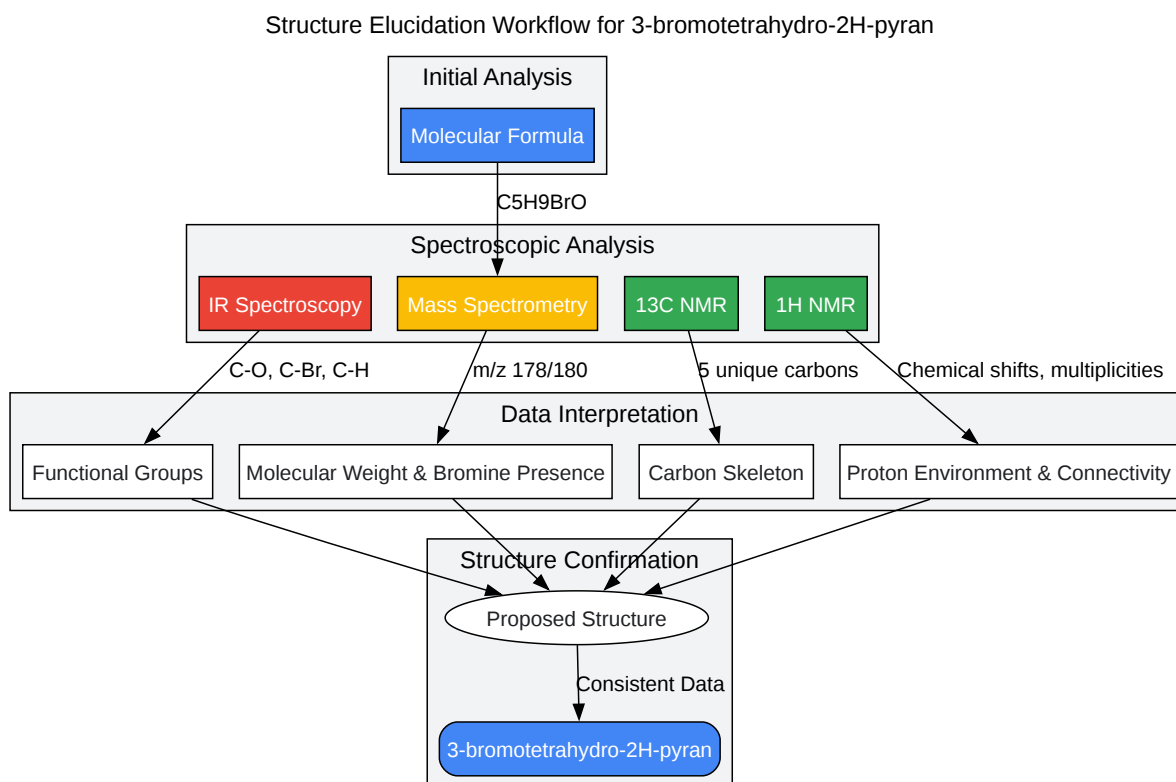 Structure Elucidation Workflow for 3-bromotetrahydro-2H-pyran
Initial Analysis
Molecular Formula
C5H9BrO
Spectroscopic Analysis
IR Spectroscopy
Mass Spectrometry
13C NMR
1H NMR
C-O, C-Br, C-H
m/z 178/180
5 unique carbons
Chemical shifts, multiplicities
Data Interpretation
Functional Groups
Molecular Weight & Bromine Presence
Carbon Skeleton
Proton Environment & Connectivity
Structure Confirmation
Proposed Structure
Consistent Data
3-bromotetrahydro-2H-pyran